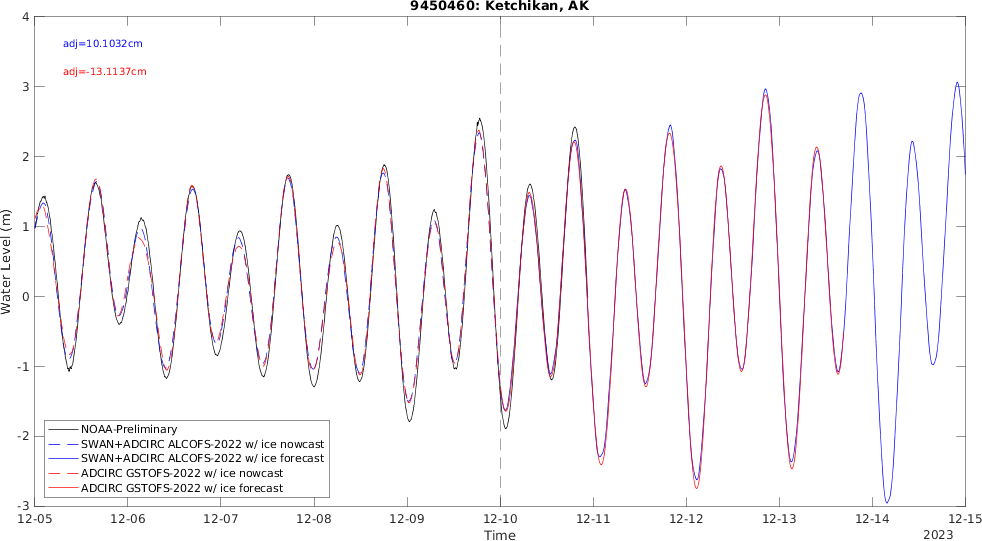 9450460: Ketchikan, AK
adj=10.1032cm
adj=-13.1137cm
4
3
2
1
0
-1
-2
-3
Water Level (m)
NOAA-Preliminary
SWAN+ADCIRC ALCOFS-2022 w/ ice nowcast
SWAN+ADCIRC ALCOFS-2022 w/ ice forecast
ADCIRC GSTOFS-2022 w/ ice nowcast
ADCIRC GSTOFS-2022 w/ ice forecast
12-05 12-06 12-07 12-08 12-09 12-10 12-11 12-12 12-13 12-14 12-15
Time
2023